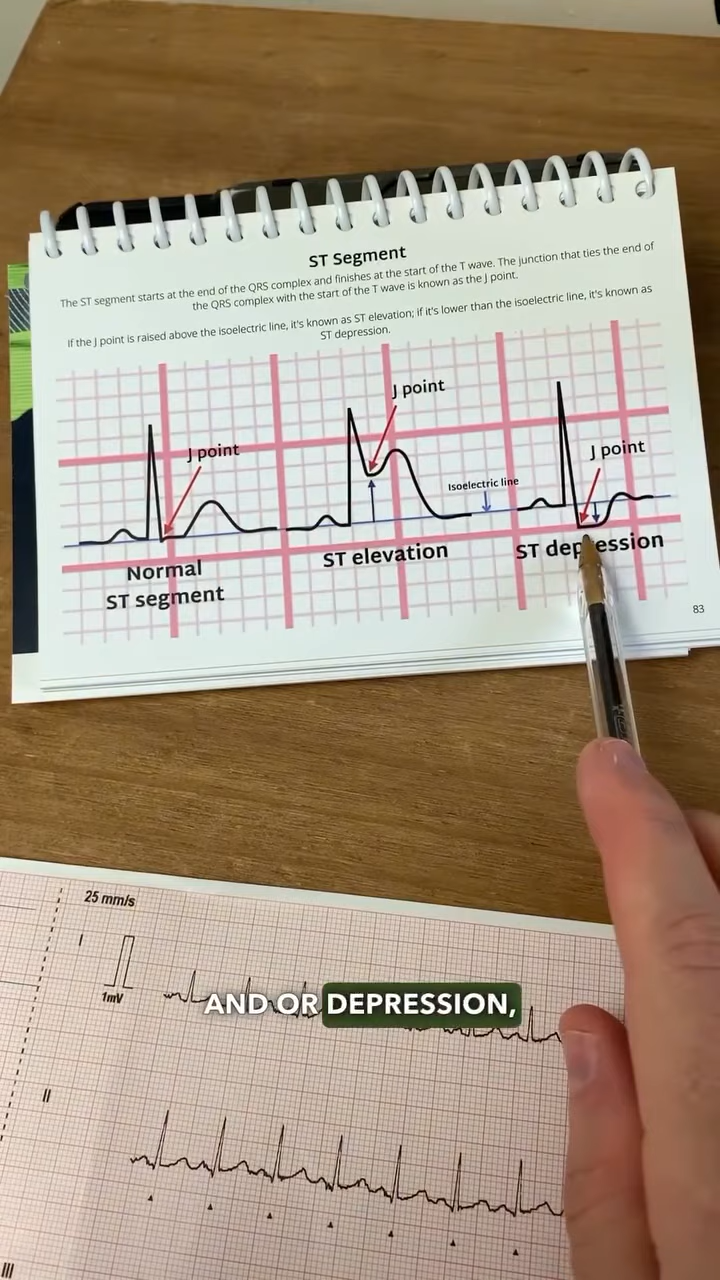 ST Segment
The ST segment starts at the end of the QRS complex and finishes at the start of the T wave. The junction that ties the end of
the QRS complex with the start of the T wave is known as the J point.
If the J point is raised above the isoelectric line, it's known as ST elevation; if it's lower than the isoelectric line, it's known as
ST depression.
J point
J point
J point
Isoelectric line
Normal
ST segment
ST elevation
ST depression
83
25 mm/s
I
1mV
AND OR DEPRESSION,
II
III